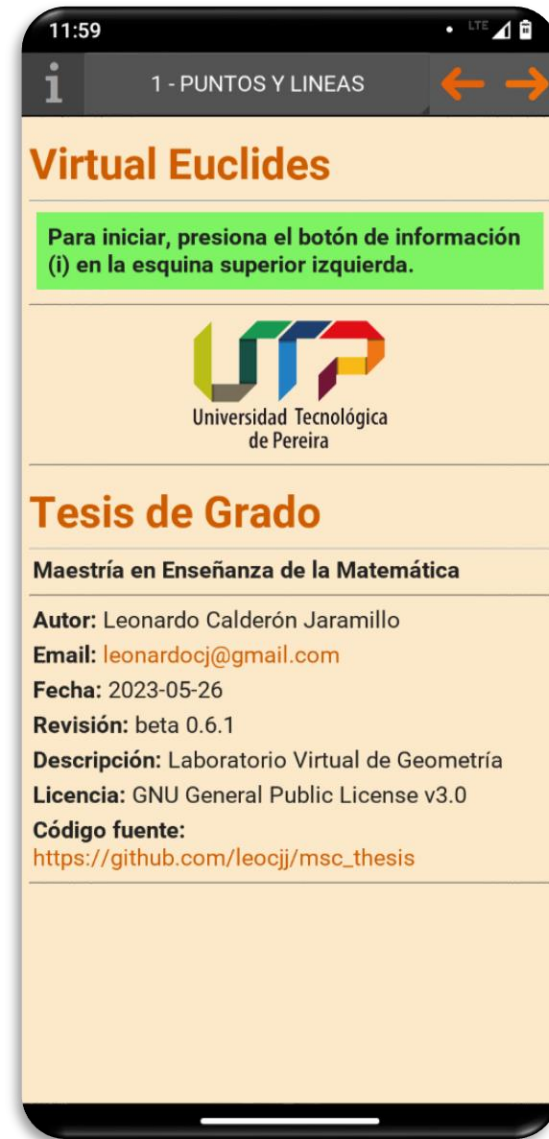 11:59
LTE
i
1 - PUNTOS Y LINEAS
Virtual Euclides
Para iniciar, presiona el botón de información
(i) en la esquina superior izquierda.
UTP
Universidad Tecnológica
de Pereira
Tesis de Grado
Maestría en Enseñanza de la Matemática
Autor: Leonardo Calderón Jaramillo
Email: leonardocj@gmail.com
Fecha: 2023-05-26
Revisión: beta 0.6.1
Descripción: Laboratorio Virtual de Geometría
Licencia: GNU General Public License v3.0
Código fuente:
https://github.com/leocjj/msc_thesis